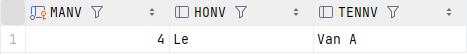 MANV HONV TENNV
1 4 Le Van A